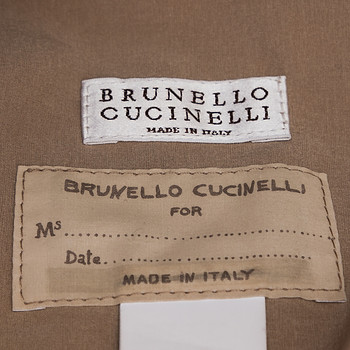 BRUNELLO
CUCINELLI
MADE IN ITALY
BRUNELLO CUCINELLI
FOR
Ms..............................
Date..............................
MADE IN ITALY